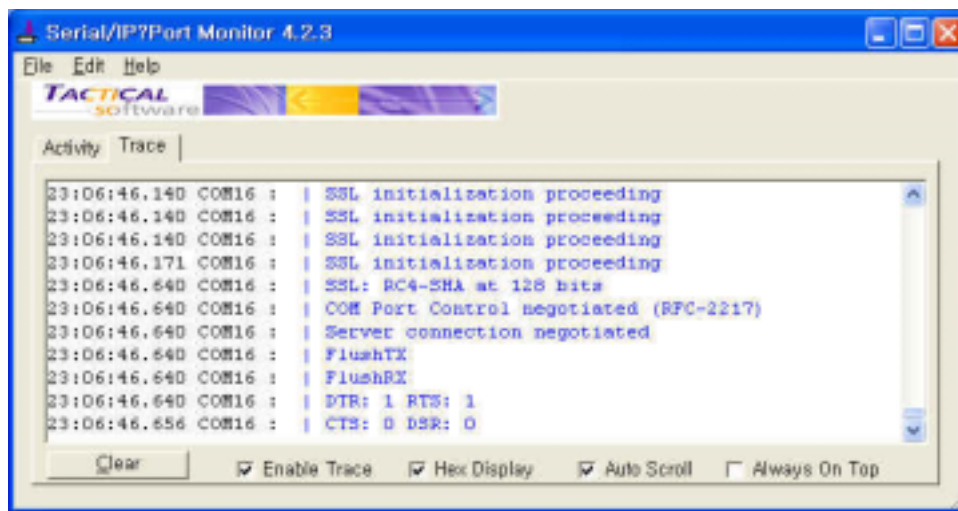 Serial/IP?Port Monitor 4.2.3
File Edit Help
TACTICAL
software
Activity Trace
23:06:46.140 COM16 : | SSL initialization proceeding
23:06:46.140 COM16 : | SSL initialization proceeding
23:06:46.140 COM16 : | SSL initialization proceeding
23:06:46.171 COM16 : | SSL initialization proceeding
23:06:46.640 COM16 : | SSL: RC4-SHA at 128 bits
23:06:46.640 COM16 : | COM Port Control negotiated (RFC-2217)
23:06:46.640 COM16 : | Server connection negotiated
23:06:46.640 COM16 : | FlushTX
23:06:46.640 COM16 : | FlushRX
23:06:46.640 COM16 : | DTR: 1 RTS: 1
23:06:46.656 COM16 : | CTS: 0 DSR: 0
Clear Enable Trace Hex Display Auto Scroll Always On Top